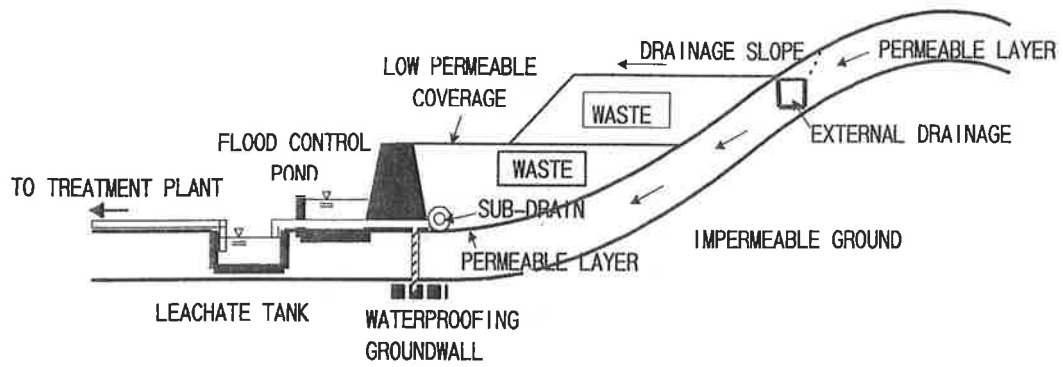 DRAINAGE SLOPE
PERMEABLE LAYER
LOW PERMEABLE
COVERAGE
WASTE
EXTERNAL DRAINAGE
FLOOD CONTROL
POND
WASTE
TO TREATMENT PLANT
SUB-DRAIN
IMPERMEABLE GROUND
PERMEABLE LAYER
LEACHATE TANK
WATERPROOFING
GROUNDWALL